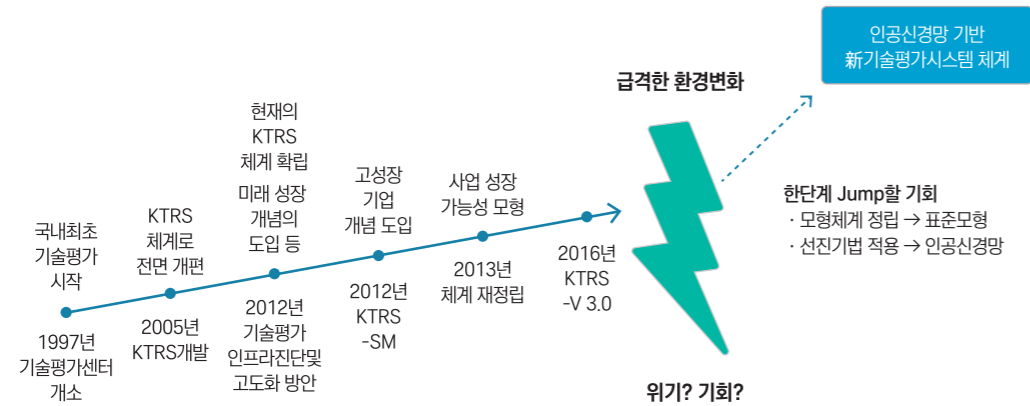 국내최초
기술평가
시작
1997년
기술평가센터
개소
KTRS
체계로
전면 개편
2005년
KTRS개발
현재의
KTRS
체계 확립
미래 성장
개념의
도입 등
2012년
기술평가
인프라진단및
고도화 방안
고성장
기업
개념 도입
2012년
KTRS
-SM
사업 성장
가능성 모형
2013년
체계 재정립
2016년
KTRS
-V 3.0
급격한 환경변화
위기? 기회?
인공신경망 기반
新기술평가시스템 체계
한단계 Jump할 기회
· 모형체계 정립 → 표준모형
· 선진기법 적용 → 인공신경망